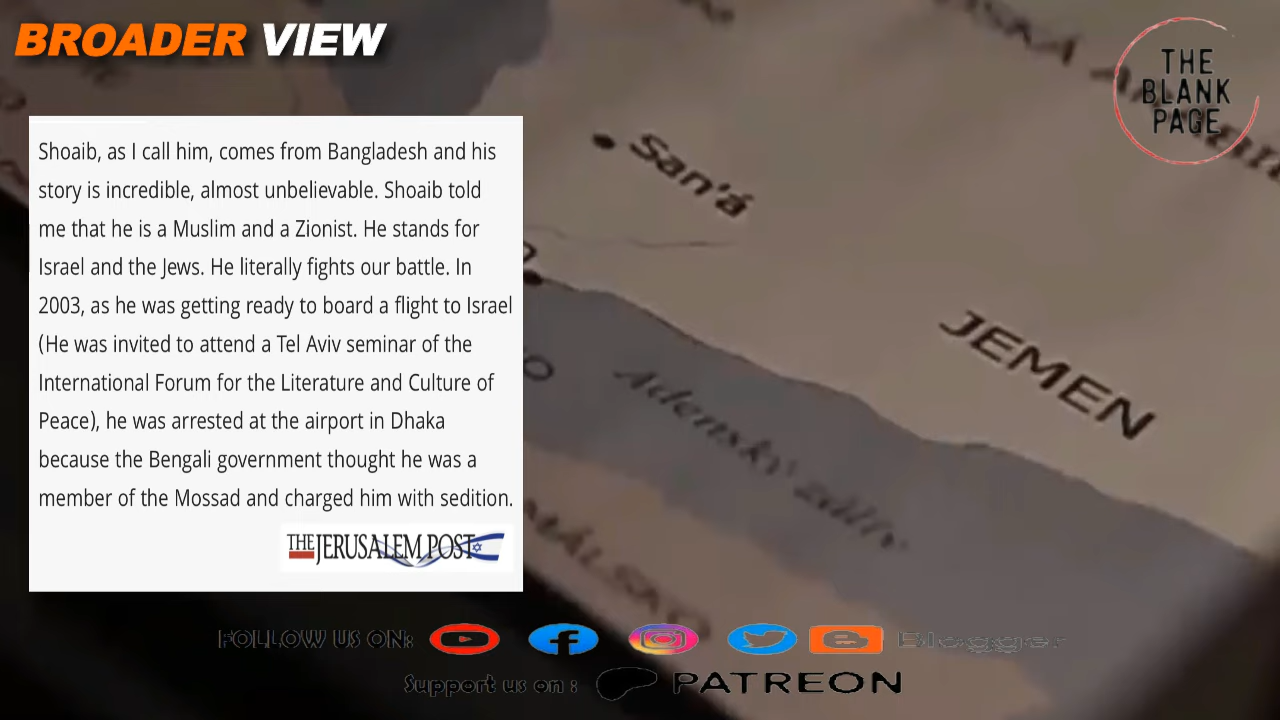 BROADER VIEW
THE
BLANK
PAGE
Shoaib, as I call him, comes from Bangladesh and his
story is incredible, almost unbelievable. Shoaib told
me that he is a Muslim and a Zionist. He stands for
Israel and the Jews. He literally fights our battle. In
2003, as he was getting ready to board a flight to Israel
(He was invited to attend a Tel Aviv seminar of the
International Forum for the Literature and Culture of
Peace), he was arrested at the airport in Dhaka
because the Bengali government thought he was a
member of the Mossad and charged him with sedition.
THE JERUSALEM POST
San'á
JEMEN
Adenský záliv
FOLLOW US ON:
Blogger
Support us on :
PATREON